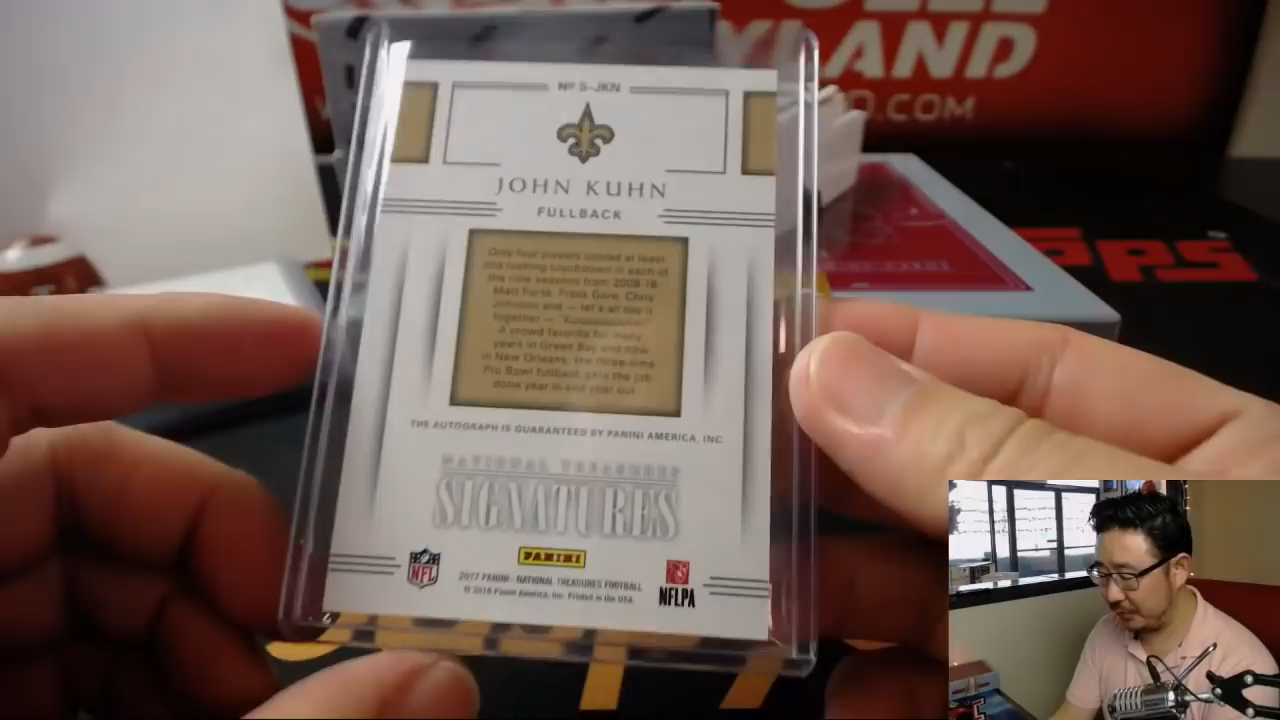 YLAND
D.COM
PPS
Nº S-JKN
JOHN KUHN
FULLBACK
Only four players scored at least
one rushing touchdown in each of
the nine seasons from 2008-16
Matt Forte, Frank Gore, Chris
Johnson and — let's all say it
together —
A crowd favorite for many
years in Green Bay and now
in New Orleans, the three-time
Pro Bowl fullback gets the job
done year in and year out.
THE AUTOGRAPH IS GUARANTEED BY PANINI AMERICA, INC.
NATIONAL TREASURES
SIGNATURES
PANINI
NFL
2017 PANINI - NATIONAL TREASURES FOOTBALL
© 2018 Panini America, Inc. Printed in the USA.
NFLPA